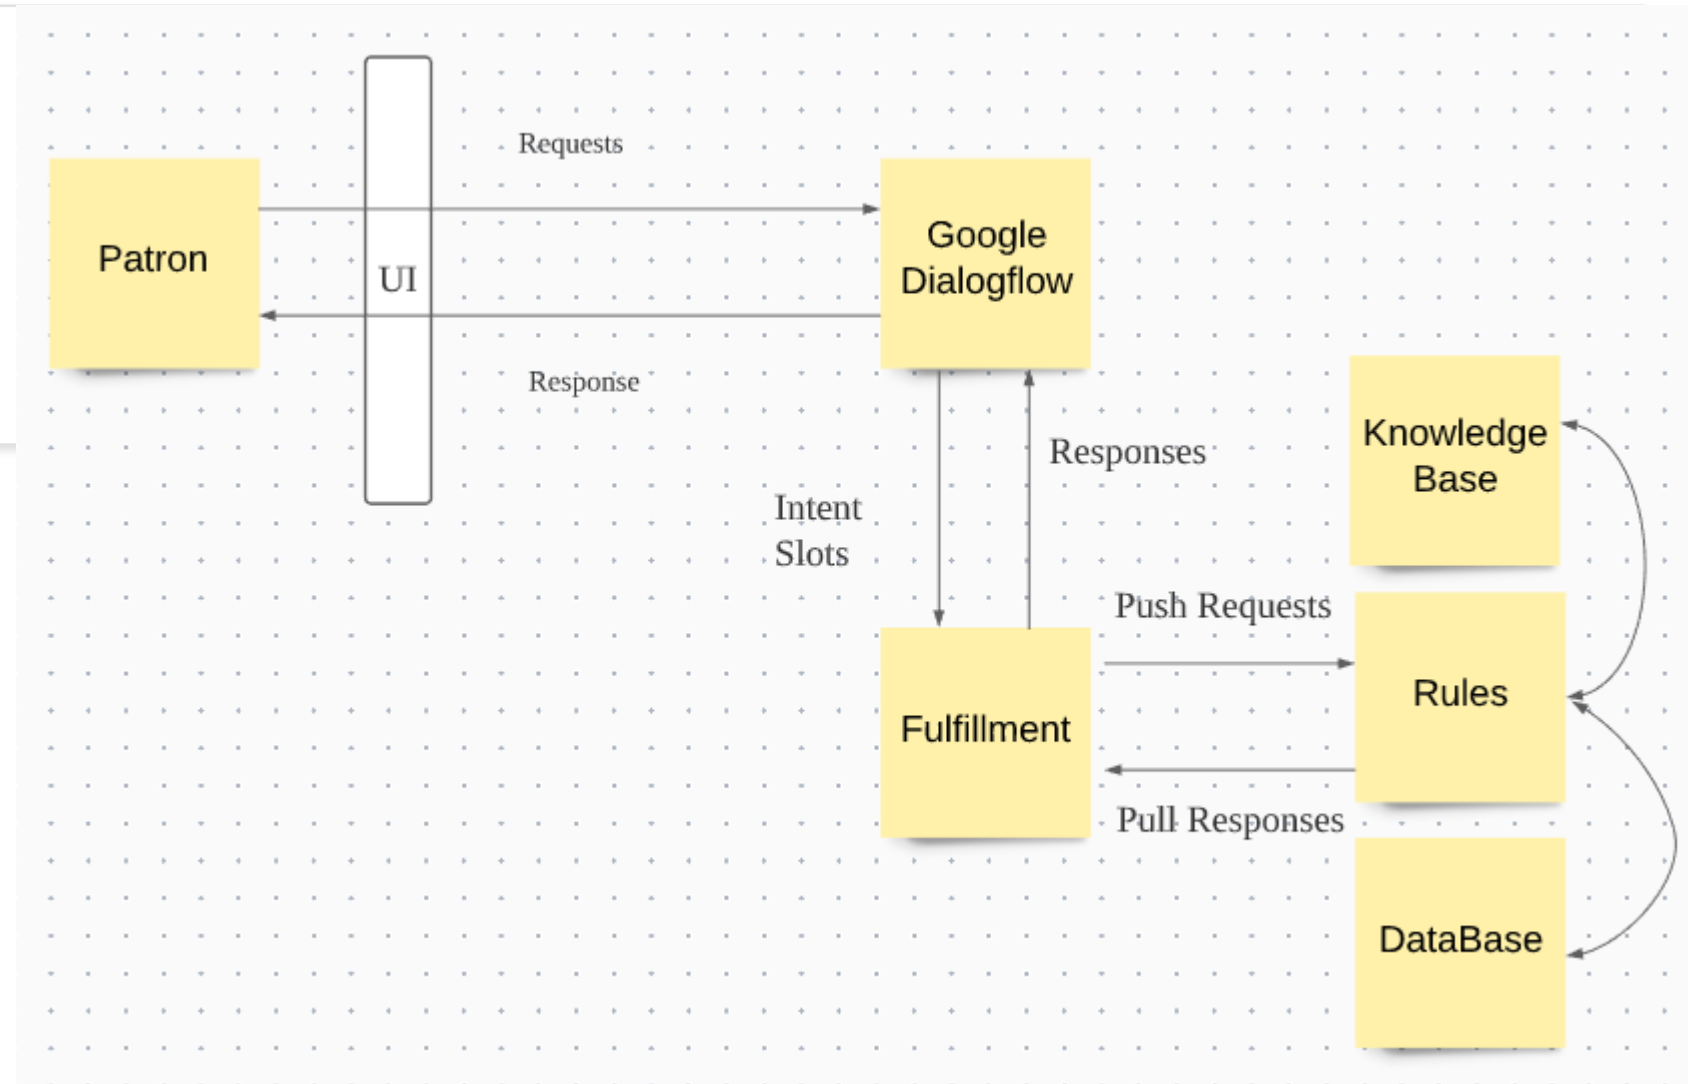 Requests
Patron
UI
Google
Dialogflow
Response
Responses
Intent
Slots
Knowledge
Base
Push Requests
Rules
Fulfillment
Pull Responses
DataBase